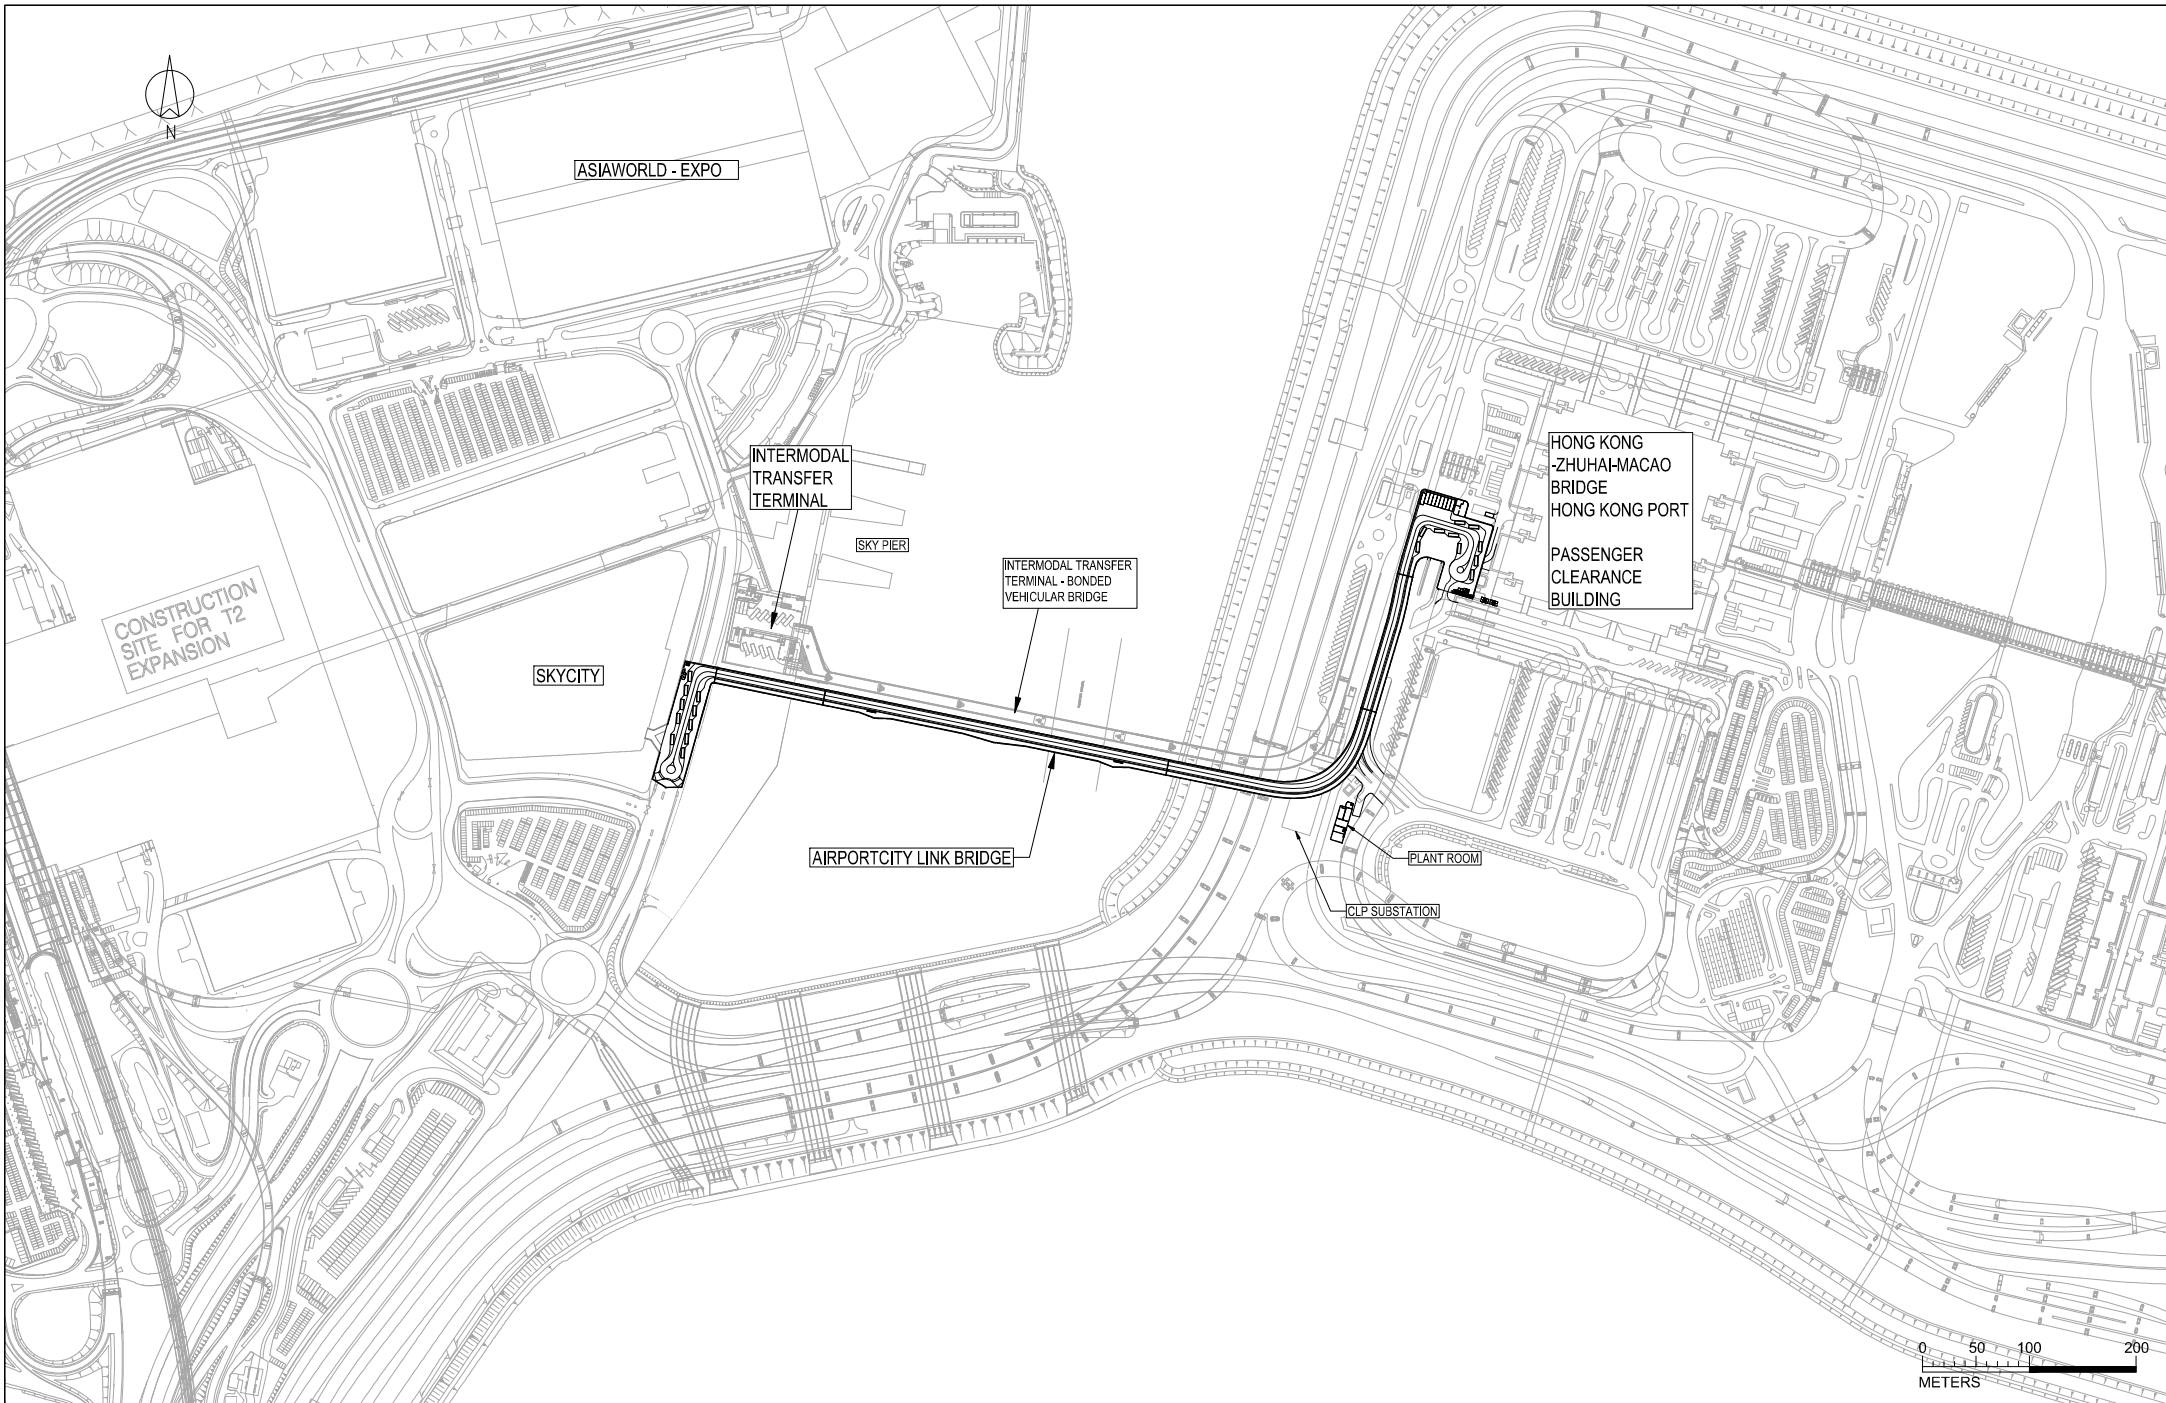 N
ASIAWORLD - EXPO
INTERMODAL
TRANSFER
TERMINAL
HONG KONG
-ZHUHAI-MACAO
BRIDGE
HONG KONG PORT
PASSENGER
CLEARANCE
BUILDING
SKY PIER
INTERMODAL TRANSFER
TERMINAL - BONDED
VEHICULAR BRIDGE
CONSTRUCTION
SITE FOR T2
EXPANSION
SKYCITY
AIRPORTCITY LINK BRIDGE
PLANT ROOM
CLP SUBSTATION
0 50 100 200
METERS